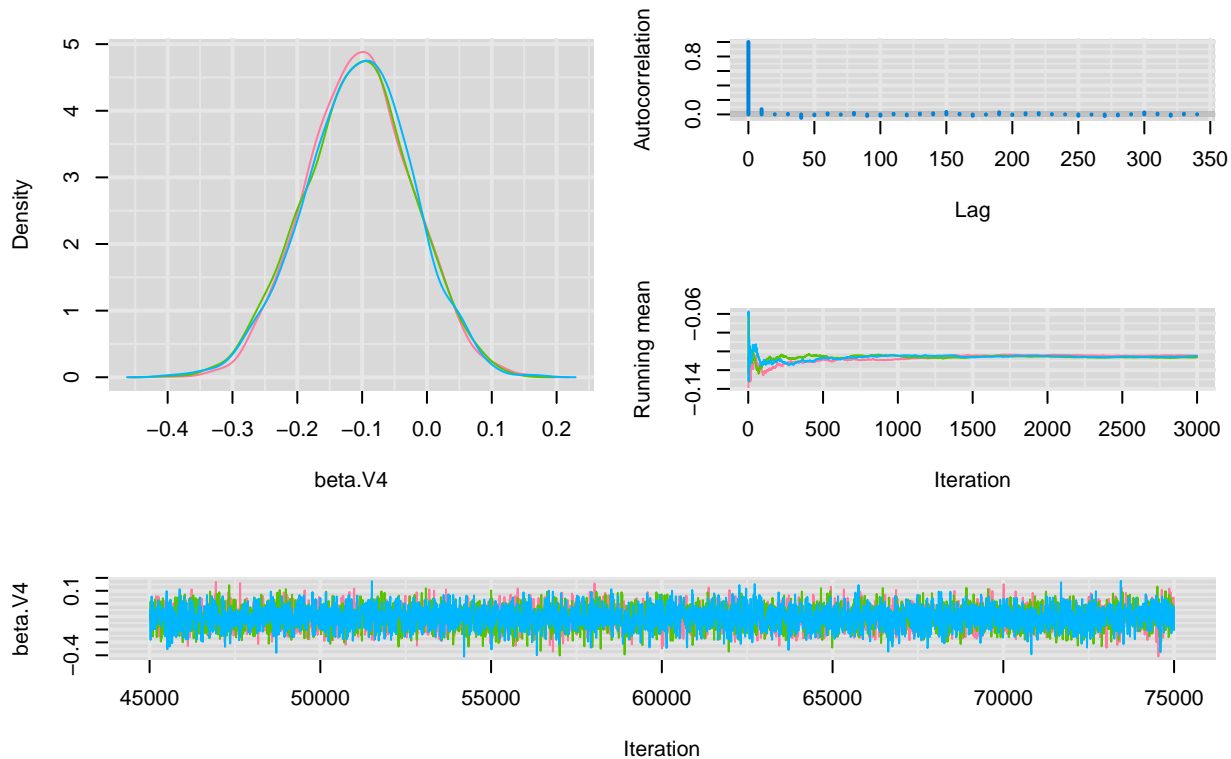 Density
5
4
3
2
1
0
−0.4 −0.3 −0.2 −0.1 0.0 0.1 0.2
beta.V4
Autocorrelation
0.8
0.0
0 50 100 150 200 250 300 350
Lag
Running mean
−0.06
−0.14
0 500 1000 1500 2000 2500 3000
Iteration
beta.V4
0.1
−0.4
45000 50000 55000 60000 65000 70000 75000
Iteration